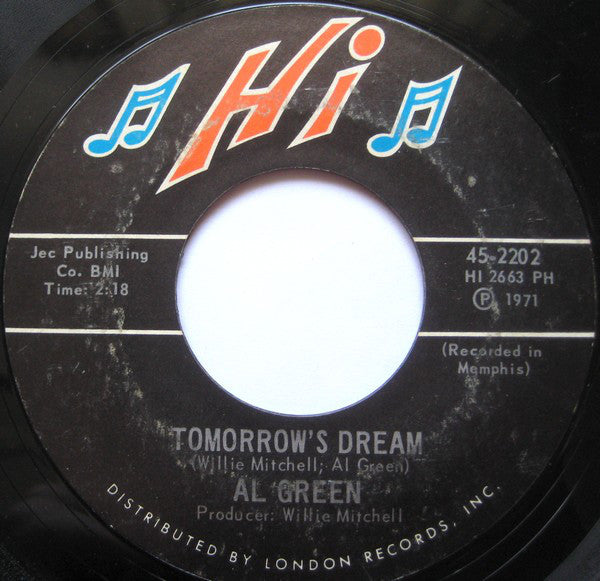 Hi
Jec Publishing
Co. BMI
Time: 2:18
45-2202
HI 2663 PH
Ⓟ 1971
(Recorded in
Memphis)
TOMORROW'S DREAM
(Willie Mitchell; Al Green)
AL GREEN
Producer: Willie Mitchell
DISTRIBUTED BY LONDON RECORDS, INC.